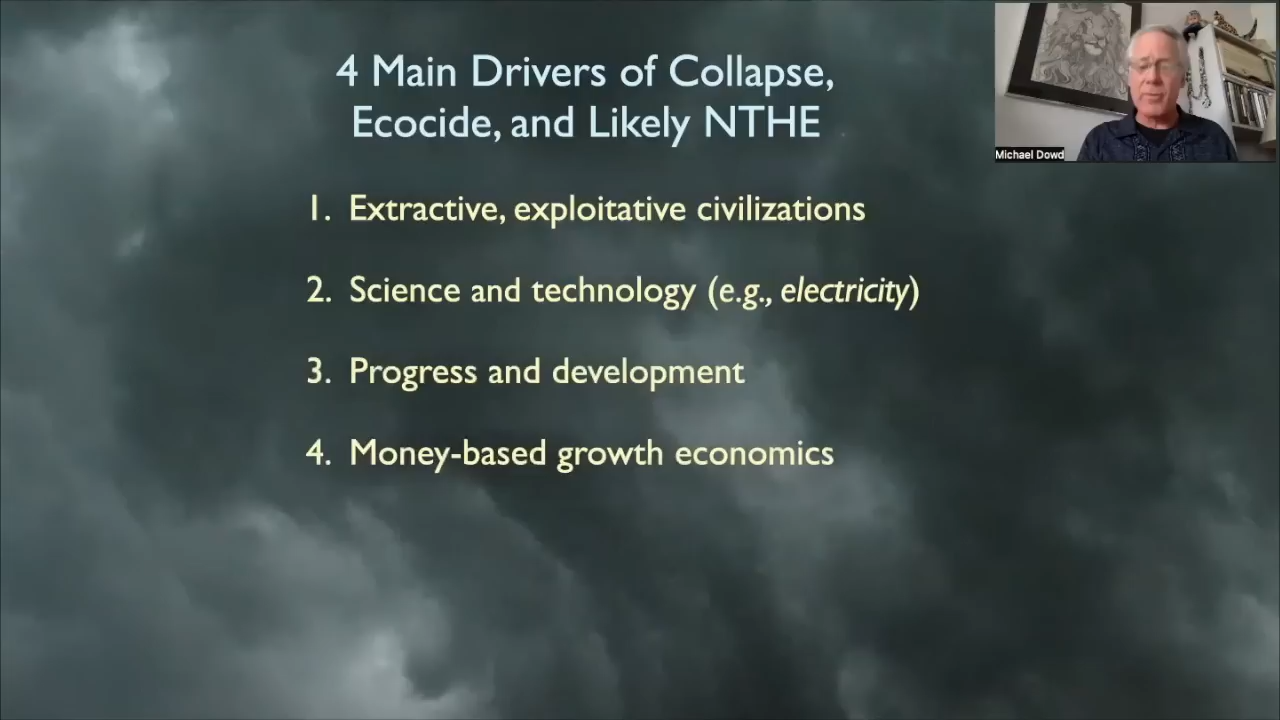 4 Main Drivers of Collapse,
Ecocide, and Likely NTHE
Michael Dowd
1. Extractive, exploitative civilizations
2. Science and technology (e.g., electricity)
3. Progress and development
4. Money-based growth economics